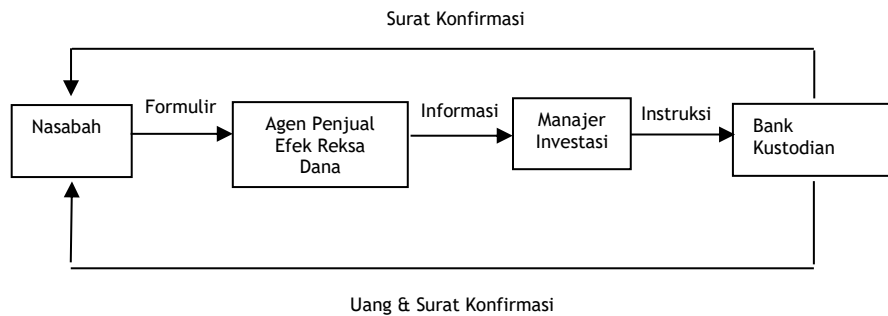 Surat Konfirmasi
Nasabah
Formulir
Agen Penjual
Efek Reksa
Dana
Informasi
Manajer
Investasi
Instruksi
Bank
Kustodian
Uang & Surat Konfirmasi